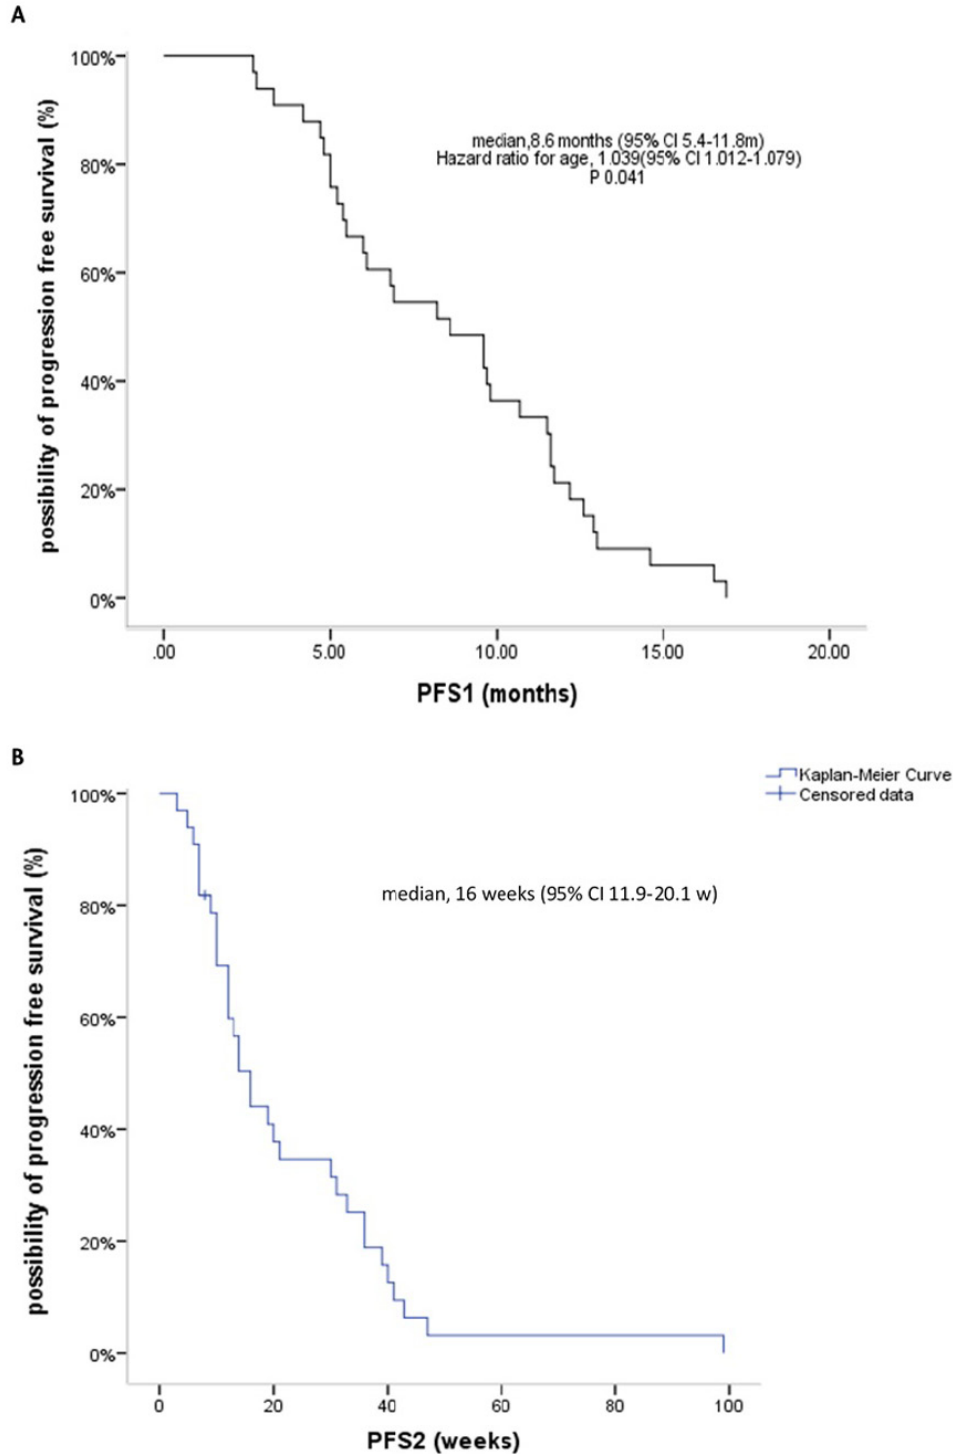 A
possibility of progression free survival (%)
100%
80%
60%
40%
20%
0%
median,8.6 months (95% CI 5.4-11.8m)
Hazard ratio for age, 1.039(95% CI 1.012-1.079)
P 0.041
.00 5.00 10.00 15.00 20.00
PFS1 (months)
B
Kaplan-Meier Curve
Censored data
possibility of progression free survival (%)
100%
80%
60%
40%
20%
0%
median, 16 weeks (95% CI 11.9-20.1 w)
0 20 40 60 80 100
PFS2 (weeks)